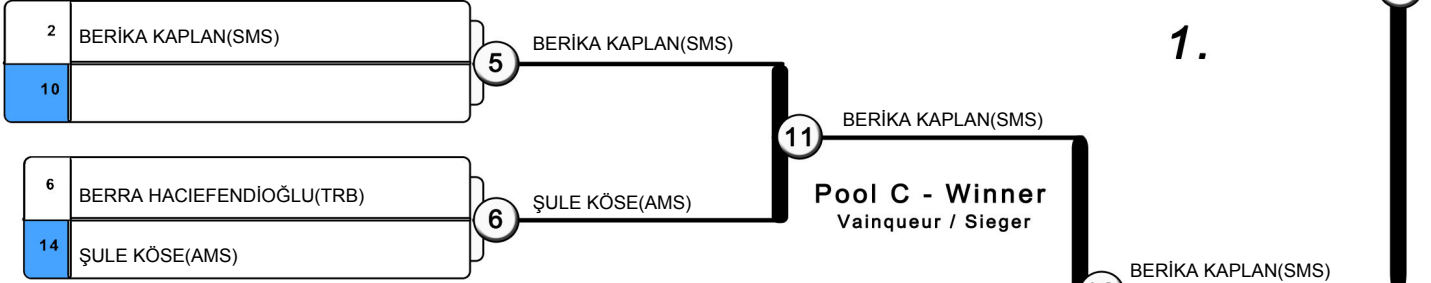 2 BERİKA KAPLAN(SMS)
10
5
BERİKA KAPLAN(SMS)
1.
11
BERİKA KAPLAN(SMS)
6 BERRA HACIEFENDİOĞLU(TRB)
14 ŞULE KÖSE(AMS)
6
ŞULE KÖSE(AMS)
Pool C - Winner
Vainqueur / Sieger
BERİKA KAPLAN(SMS)